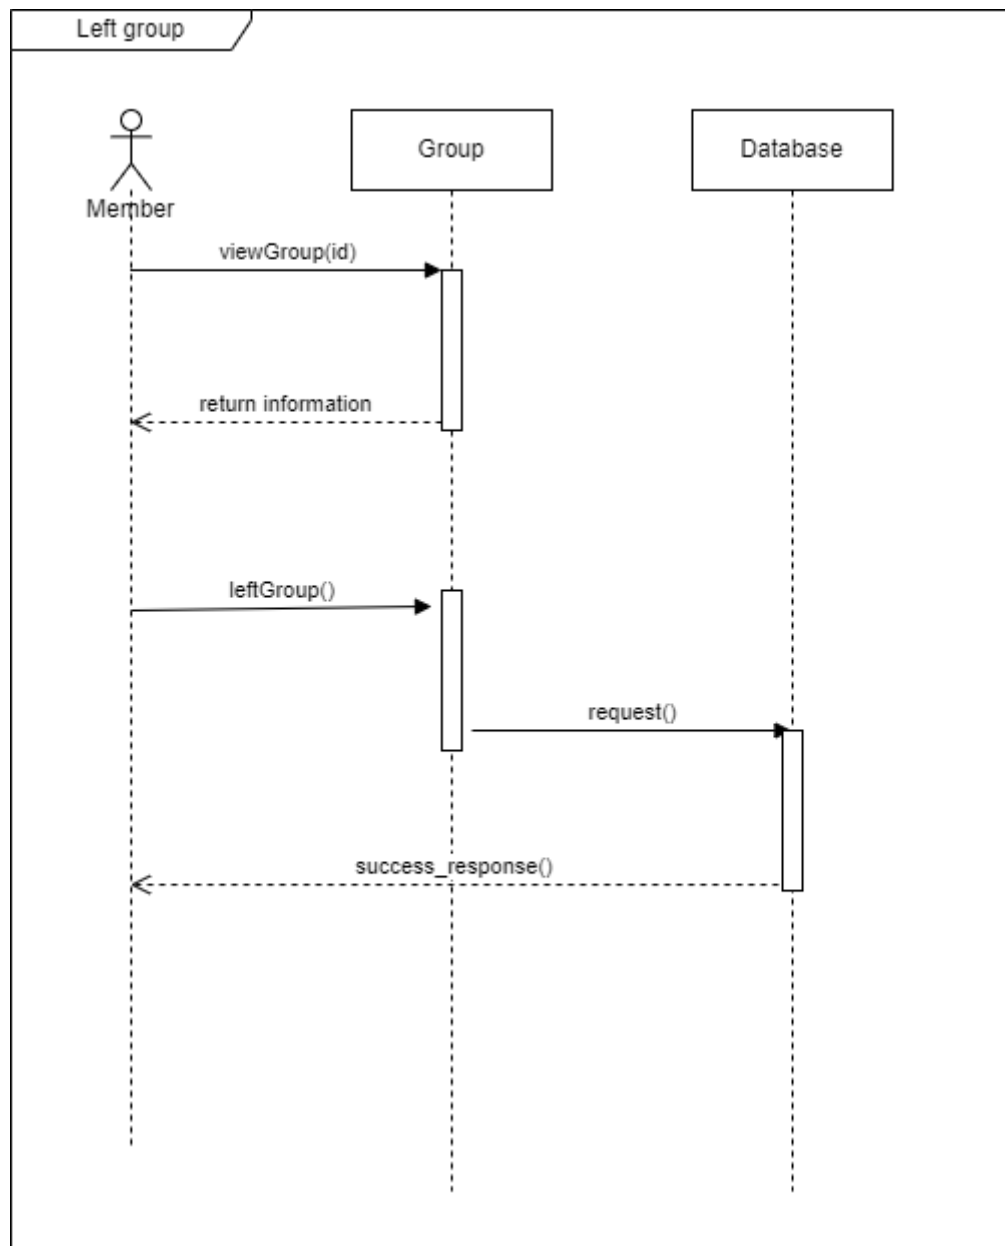 Left group
Group
Database
Member
viewGroup(id)
return information
leftGroup()
request()
success_response()